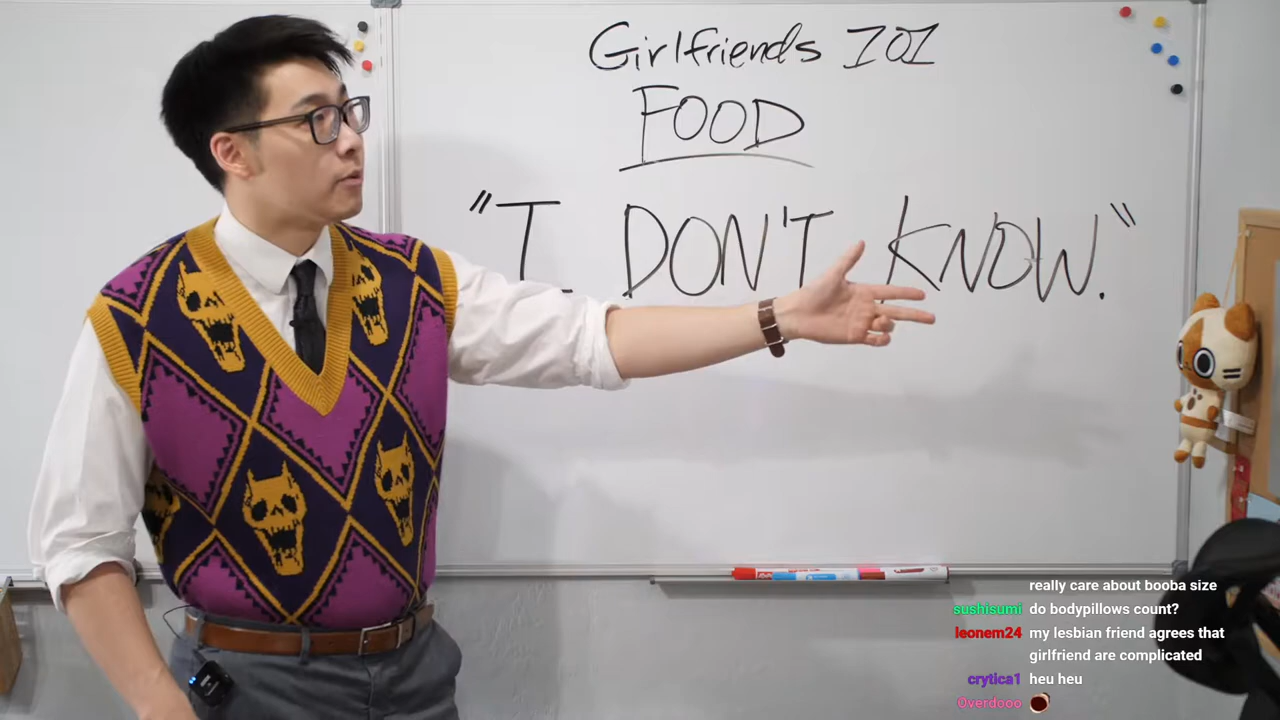 Girlfriends 101
FOOD
"I DON'T KNOW."
really care about booba size
sushisumi do bodypillows count?
leonem24 my lesbian friend agrees that
girlfriend are complicated
crytica1 heu heu
Overdooo